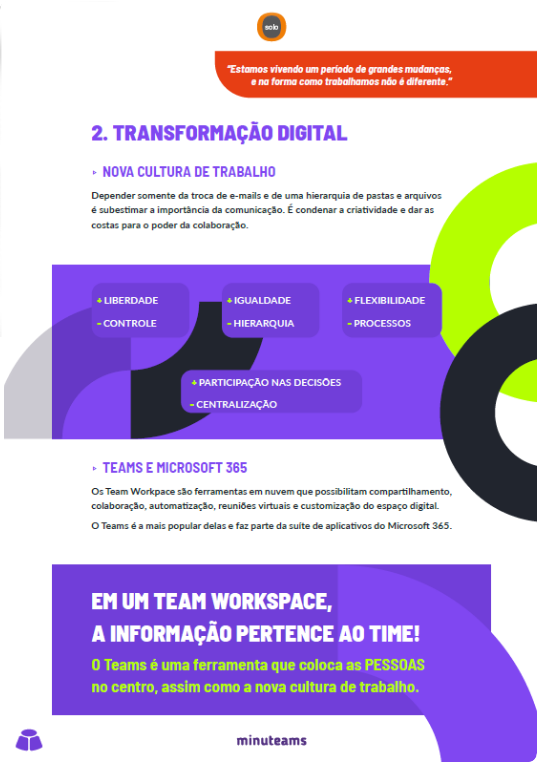 solo
"Estamos vivendo um período de grandes mudanças,
e na forma como trabalhamos não é diferente."
2. TRANSFORMAÇÃO DIGITAL
▹ NOVA CULTURA DE TRABALHO
Depender somente da troca de e-mails e de uma hierarquia de pastas e arquivos
é subestimar a importância da comunicação. É condenar a criatividade e dar as
costas para o poder da colaboração.
+ LIBERDADE
– CONTROLE
+ IGUALDADE
– HIERARQUIA
+ FLEXIBILIDADE
– PROCESSOS
+ PARTICIPAÇÃO NAS DECISÕES
– CENTRALIZAÇÃO
▹ TEAMS E MICROSOFT 365
Os Team Workpace são ferramentas em nuvem que possibilitam compartilhamento,
colaboração, automatização, reuniões virtuais e customização do espaço digital.
O Teams é a mais popular delas e faz parte da suíte de aplicativos do Microsoft 365.
EM UM TEAM WORKSPACE,
A INFORMAÇÃO PERTENCE AO TIME!
O Teams é uma ferramenta que coloca as PESSOAS
no centro, assim como a nova cultura de trabalho.
minuteams